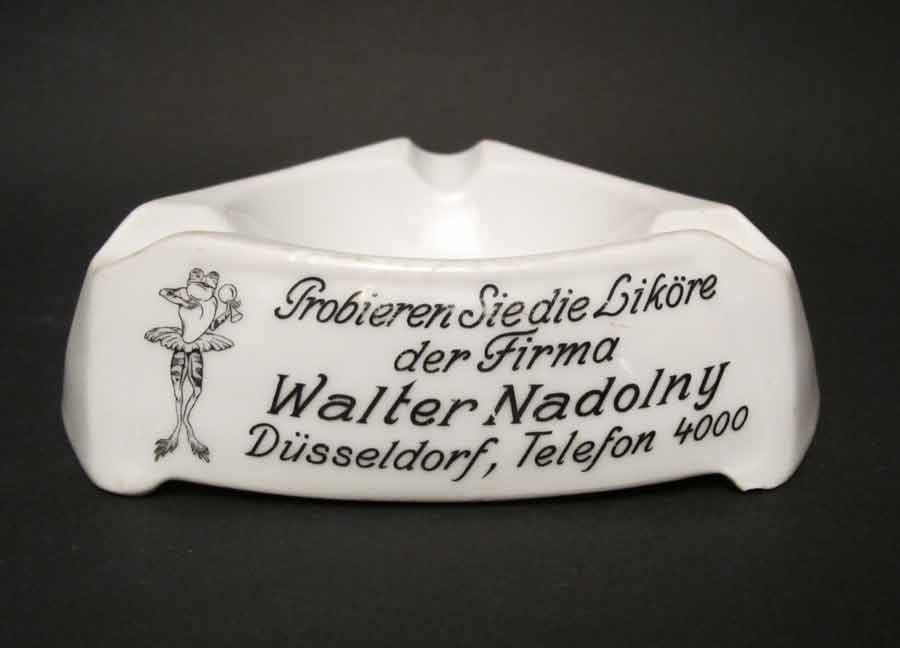 Probieren Sie die Liköre
der Firma
Walter Nadolny
Düsseldorf, Telefon 4000